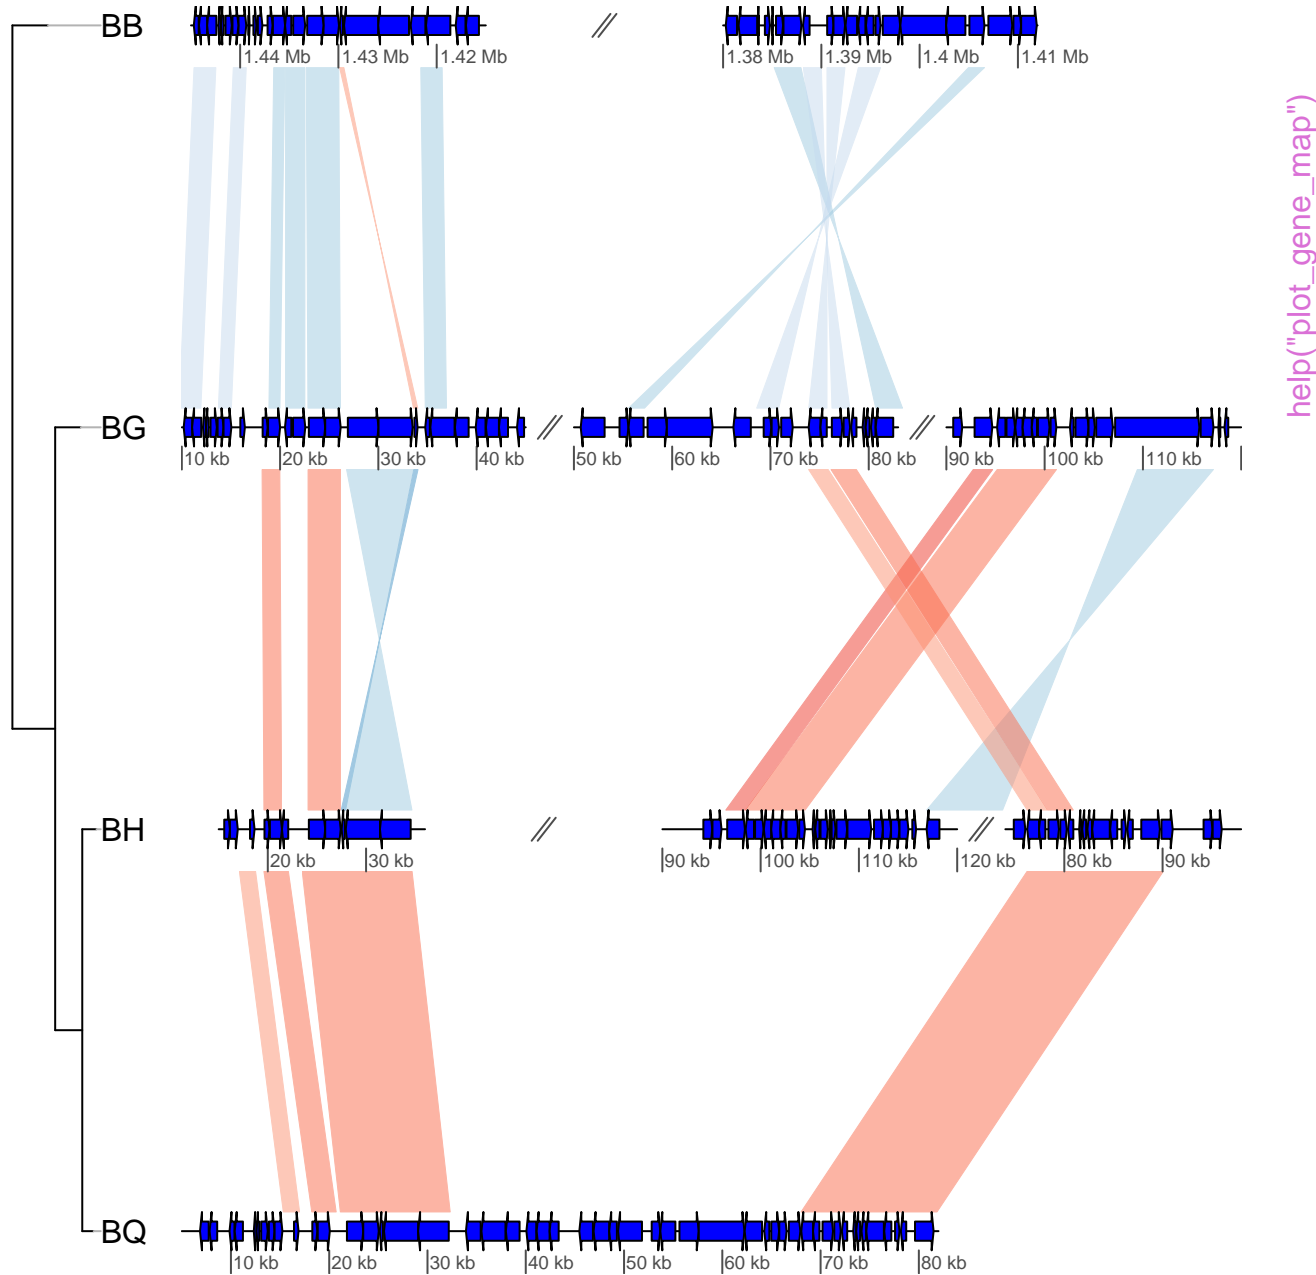 BB
1.44 Mb 1.43 Mb 1.42 Mb 1.38 Mb 1.39 Mb 1.4 Mb 1.41 Mb
help("plot_gene_map")
BG
10 kb 20 kb 30 kb 40 kb 50 kb 60 kb 70 kb 80 kb 90 kb 100 kb 110 kb
BH
20 kb 30 kb 90 kb 100 kb 110 kb 120 kb 80 kb 90 kb
BQ
10 kb 20 kb 30 kb 40 kb 50 kb 60 kb 70 kb 80 kb